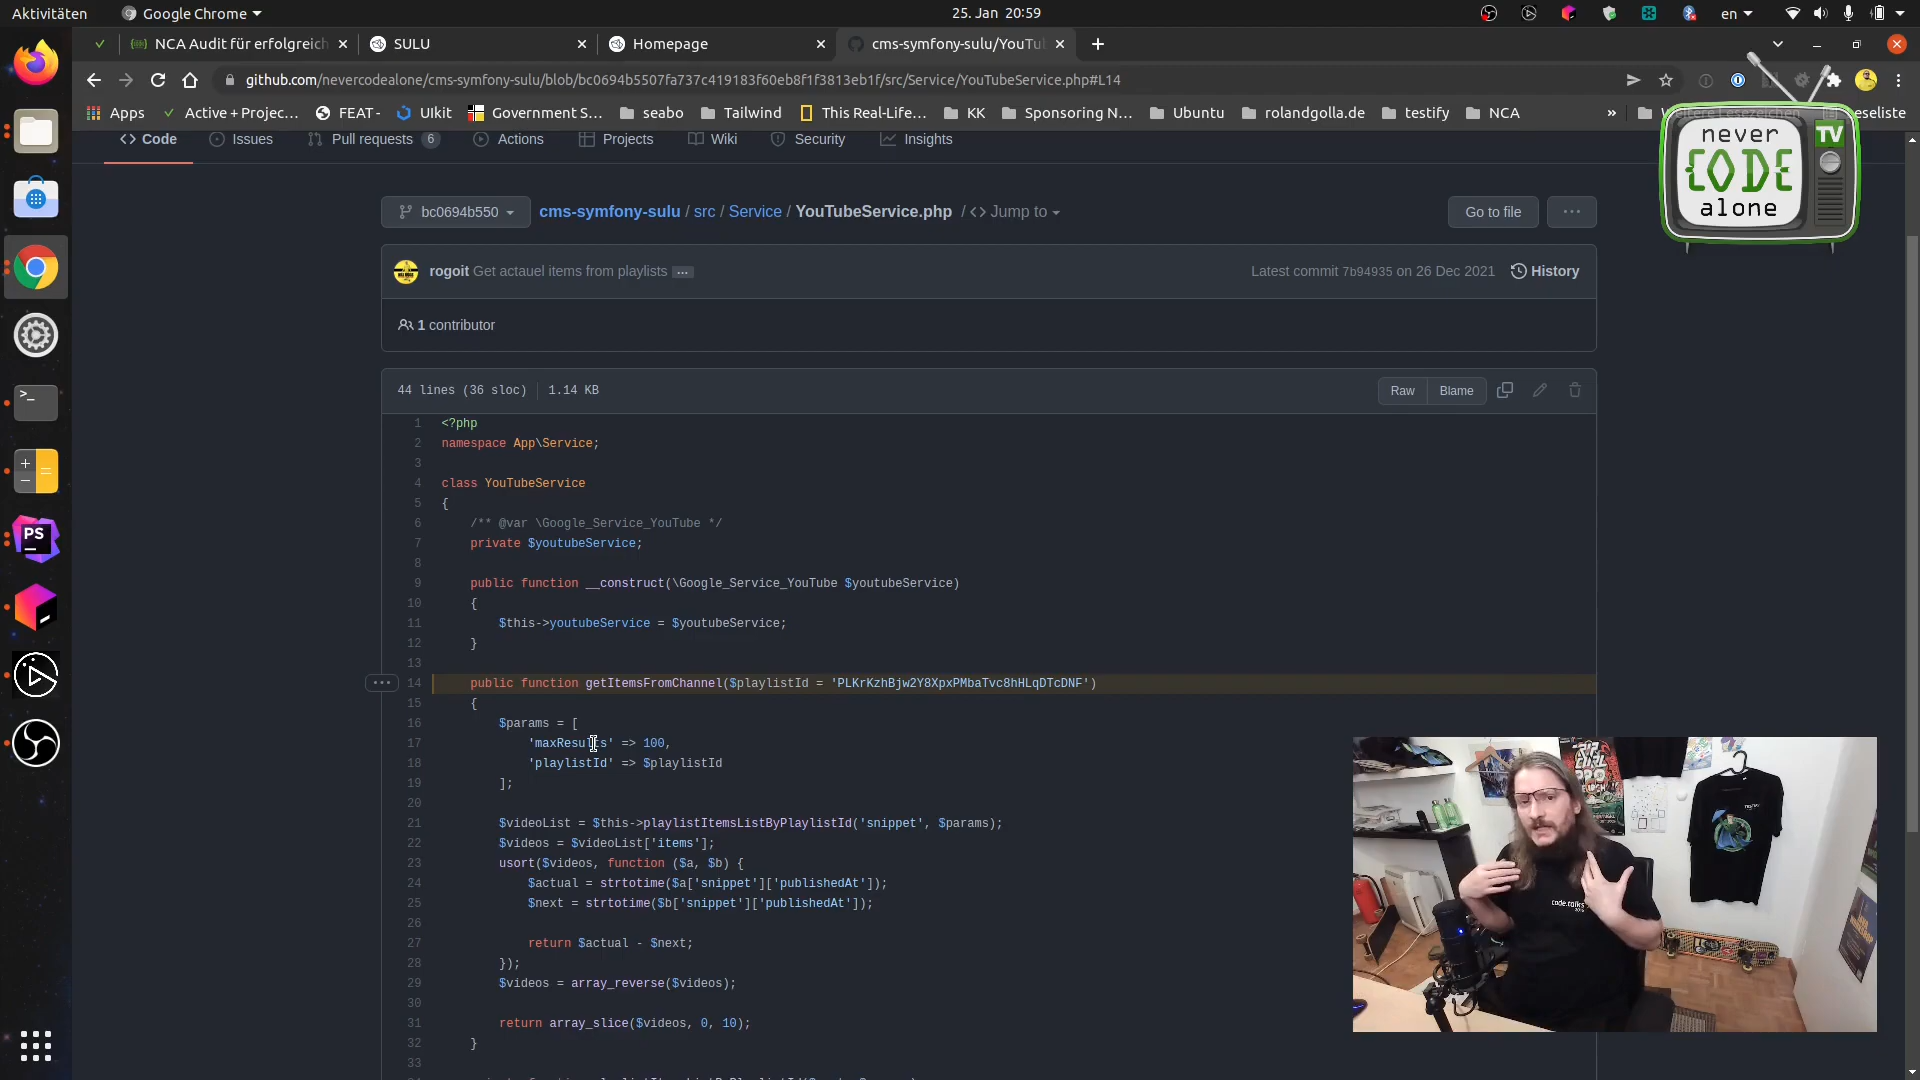 Aktivitäten
Google Chrome
25. Jan 20:59
en
NCA Audit für erfolgreich
SULU
Homepage
cms-symfony-sulu/YouTu
github.com/nevercodealone/cms-symfony-sulu/blob/bc0694b5507fa737c419183f60eb8f1f3813eb1f/src/Service/YouTubeService.php#L14
Apps
Active + Projec…
FEAT -
UIkit
Government S…
seabo
Tailwind
This Real-Life…
KK
Sponsoring N…
Ubuntu
rolandgolla.de
testify
NCA
»
Weitere Lesezeichen
Leseliste
never
TV
CODE
alone
Code
Issues
Pull requests 6
Actions
Projects
Wiki
Security
Insights
bc0694b550
cms-symfony-sulu / src / Service / YouTubeService.php / <> Jump to
Go to file
···
rogoit Get actauel items from playlists …
Latest commit 7b94935 on 26 Dec 2021
History
1 contributor
44 lines (36 sloc)
1.14 KB
Raw
Blame
1 <?php
2 namespace App\Service;
3
4 class YouTubeService
5 {
6 /** @var \Google_Service_YouTube */
7 private $youtubeService;
8
9 public function __construct(\Google_Service_YouTube $youtubeService)
10 {
11 $this->youtubeService = $youtubeService;
12 }
13
14 public function getItemsFromChannel($playlistId = 'PLKrKzhBjw2Y8XpxPMbaTvc8hHLqDTcDNF')
15 {
16 $params = [
17 'maxResults' => 100,
18 'playlistId' => $playlistId
19 ];
20
21 $videoList = $this->playlistItemsListByPlaylistId('snippet', $params);
22 $videos = $videoList['items'];
23 usort($videos, function ($a, $b) {
24 $actual = strtotime($a['snippet']['publishedAt']);
25 $next = strtotime($b['snippet']['publishedAt']);
26
27 return $actual - $next;
28 });
29 $videos = array_reverse($videos);
30
31 return array_slice($videos, 0, 10);
32 }
33
PS
code.talks